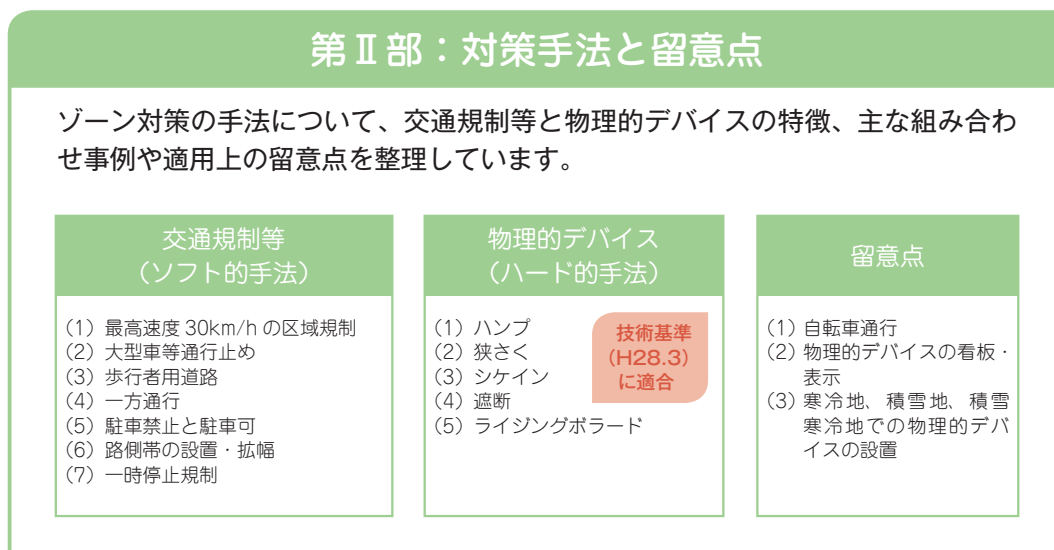 第Ⅱ部：対策手法と留意点
ゾーン対策の手法について、交通規制等と物理的デバイスの特徴、主な組み合わ
せ事例や適用上の留意点を整理しています。
交通規制等
（ソフト的手法）
（1）最高速度 30km/h の区域規制
（2）大型車等通行止め
（3）歩行者用道路
（4）一方通行
（5）駐車禁止と駐車可
（6）路側帯の設置・拡幅
（7）一時停止規制
物理的デバイス
（ハード的手法）
（1）ハンプ
（2）狭さく
（3）シケイン
（4）遮断
（5）ライジングボラード
技術基準
（H28.3）
に適合
留意点
（1）自転車通行
（2）物理的デバイスの看板・
表示
（3）寒冷地、積雪地、積雪
寒冷地での物理的デバ
イスの設置